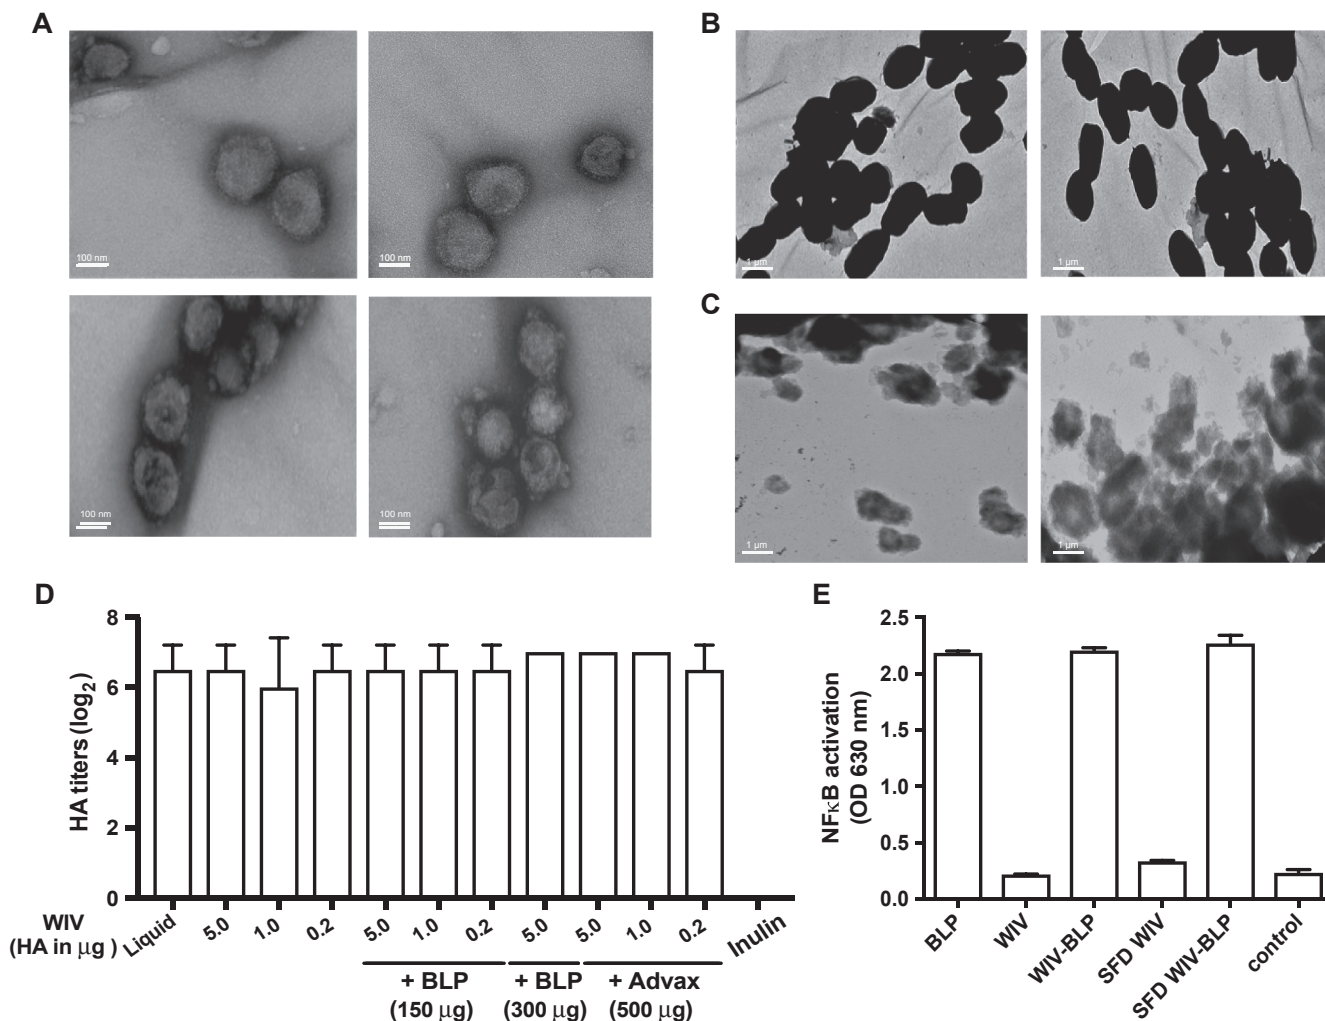 A
B
100 nm
100 nm
1 µm
1 µm
C
100 nm
100 nm
1 µm
1 µm
D
HA titers (log2)
8
6
4
2
0
WIV
(HA in µg )
Liquid
5.0
1.0
0.2
5.0
1.0
0.2
5.0
5.0
1.0
0.2
Inulin
+ BLP
(150 µg)
+ BLP
(300 µg)
+ Advax
(500 µg)
E
NFκB activation
(OD 630 nm)
2.5
2.0
1.5
1.0
0.5
0.0
BLP
WIV
WIV-BLP
SFD WIV
SFD WIV-BLP
control